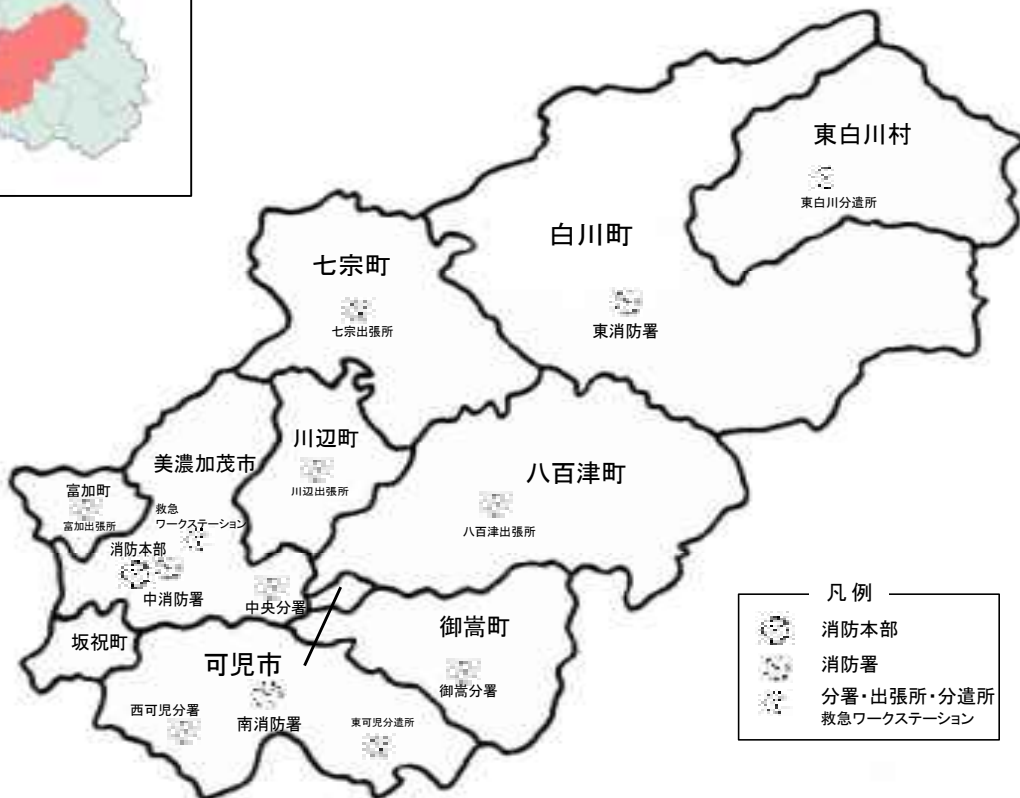 東白川村
東白川分遣所
白川町
東消防署
七宗町
七宗出張所
川辺町
川辺出張所
美濃加茂市
救急
ワークステーション
富加町
富加出張所
消防本部
中消防署
中央分署
八百津町
八百津出張所
坂祝町
可児市
西可児分署
南消防署
東可児分遣所
御嵩町
御嵩分署
凡例
消防本部
消防署
分署・出張所・分遣所
救急ワークステーション